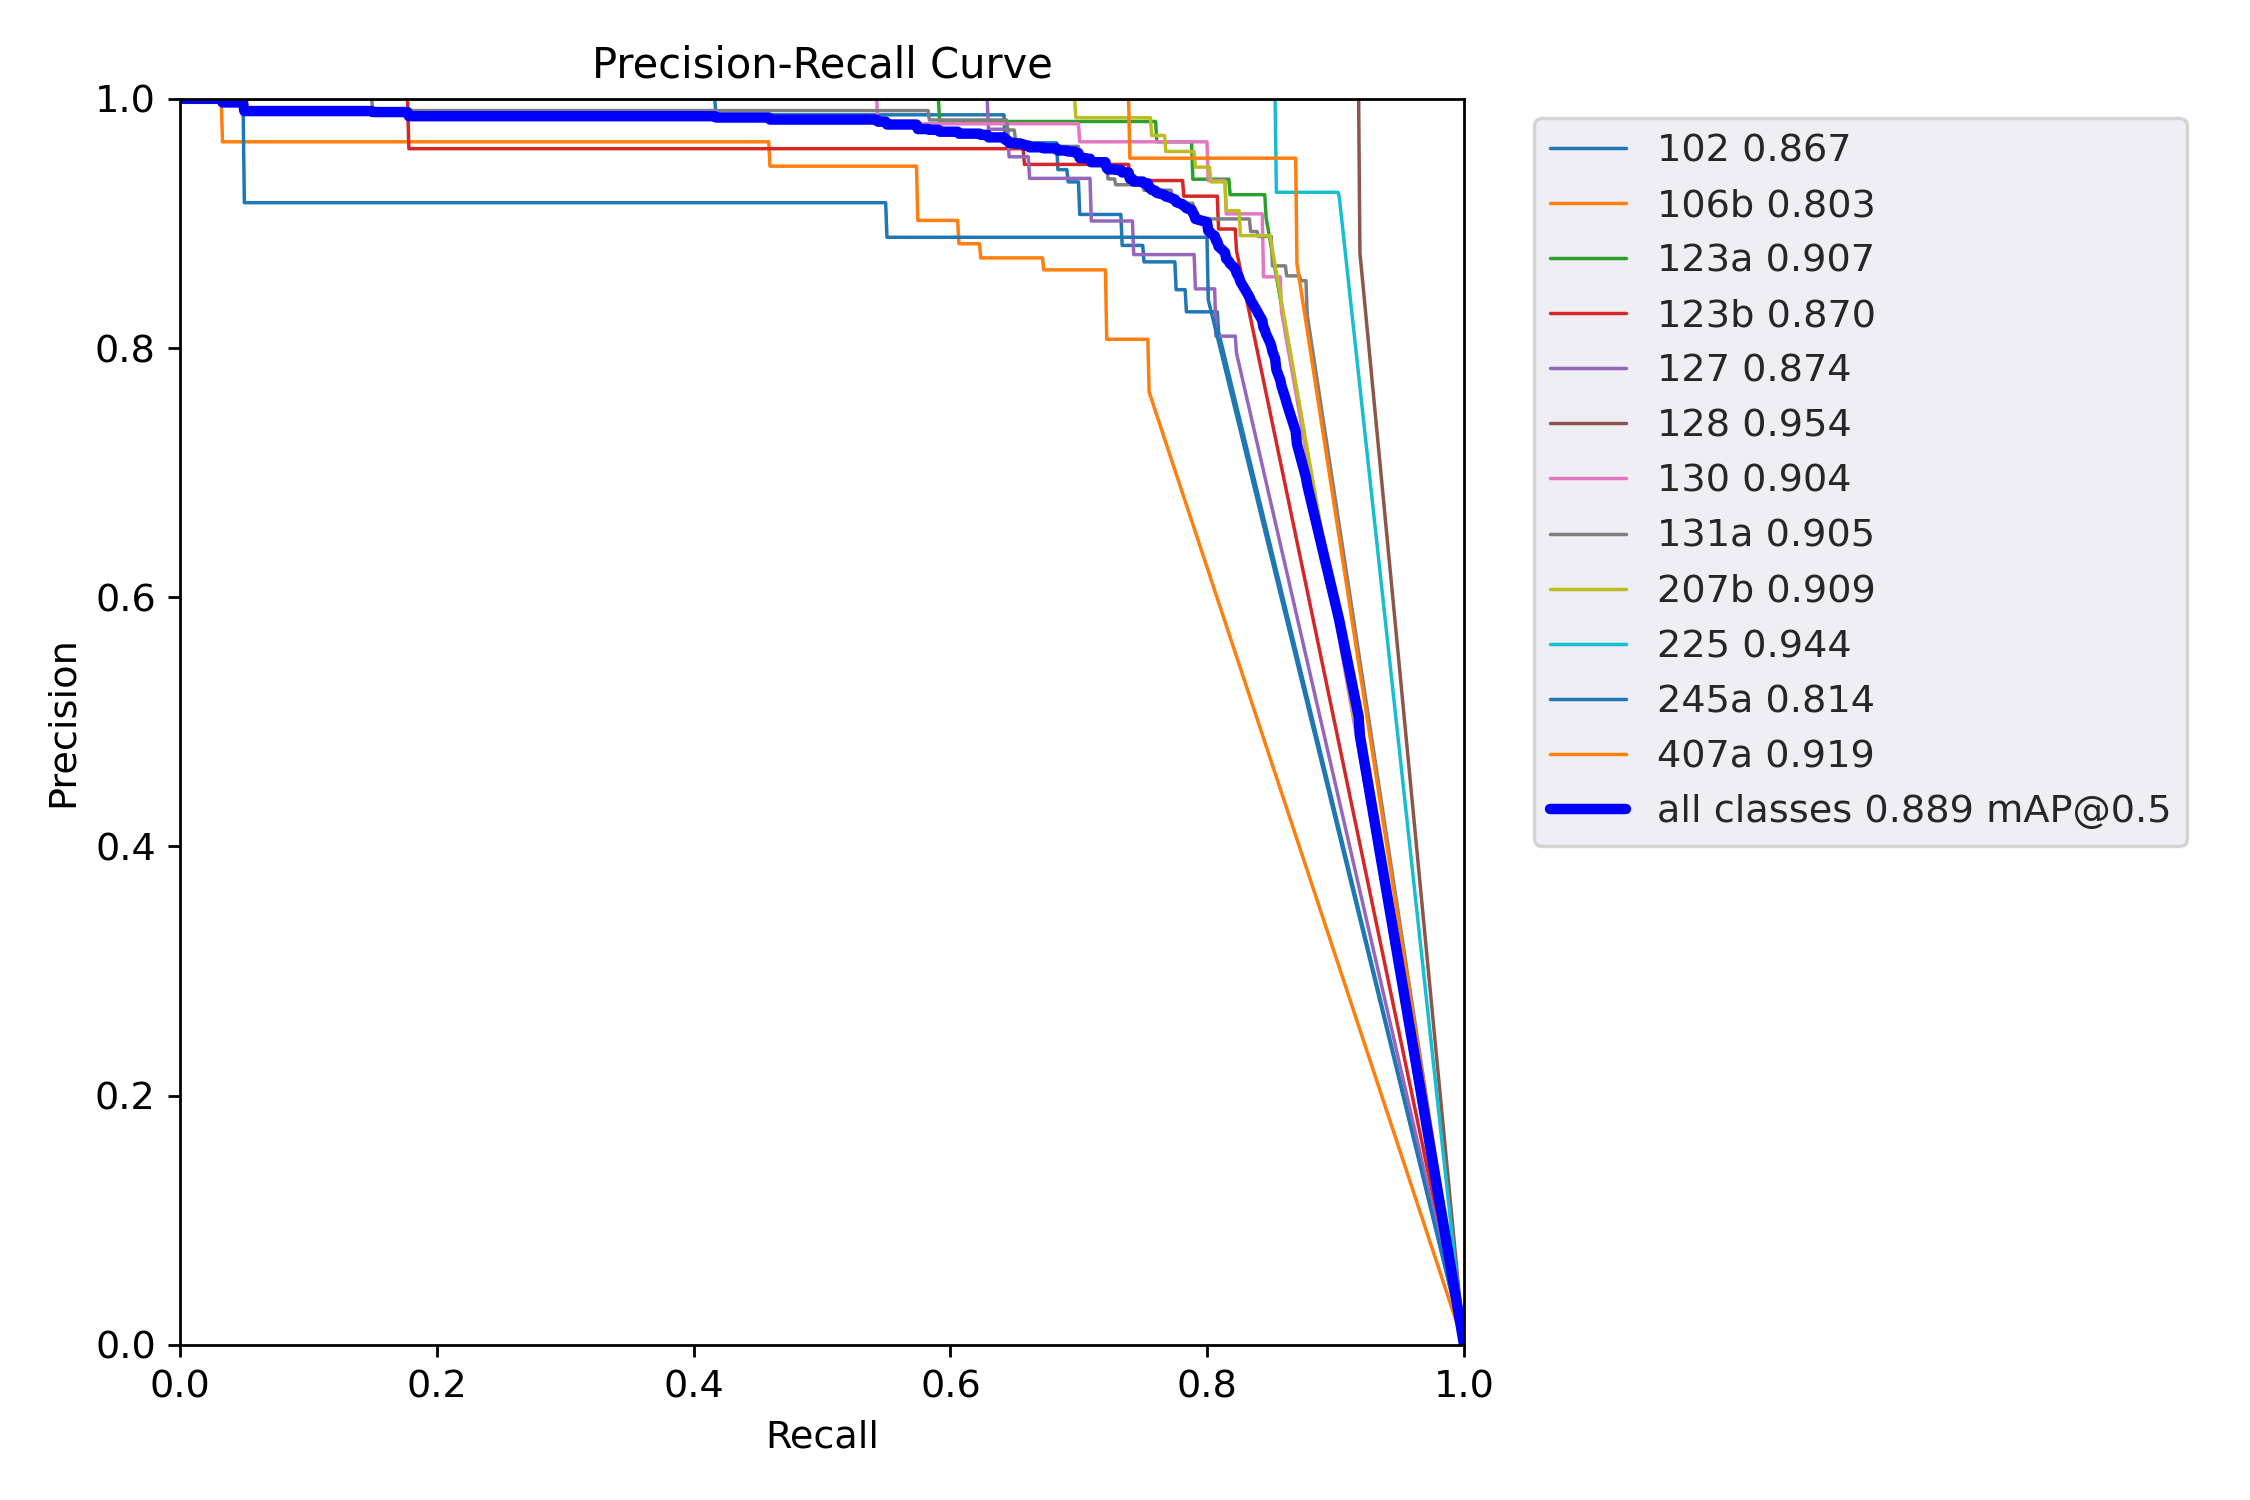 Precision-Recall Curve
1.0
0.8
0.6
0.4
0.2
0.0
Precision
0.0 0.2 0.4 0.6 0.8 1.0
Recall
102 0.867
106b 0.803
123a 0.907
123b 0.870
127 0.874
128 0.954
130 0.904
131a 0.905
207b 0.909
225 0.944
245a 0.814
407a 0.919
all classes 0.889 mAP@0.5